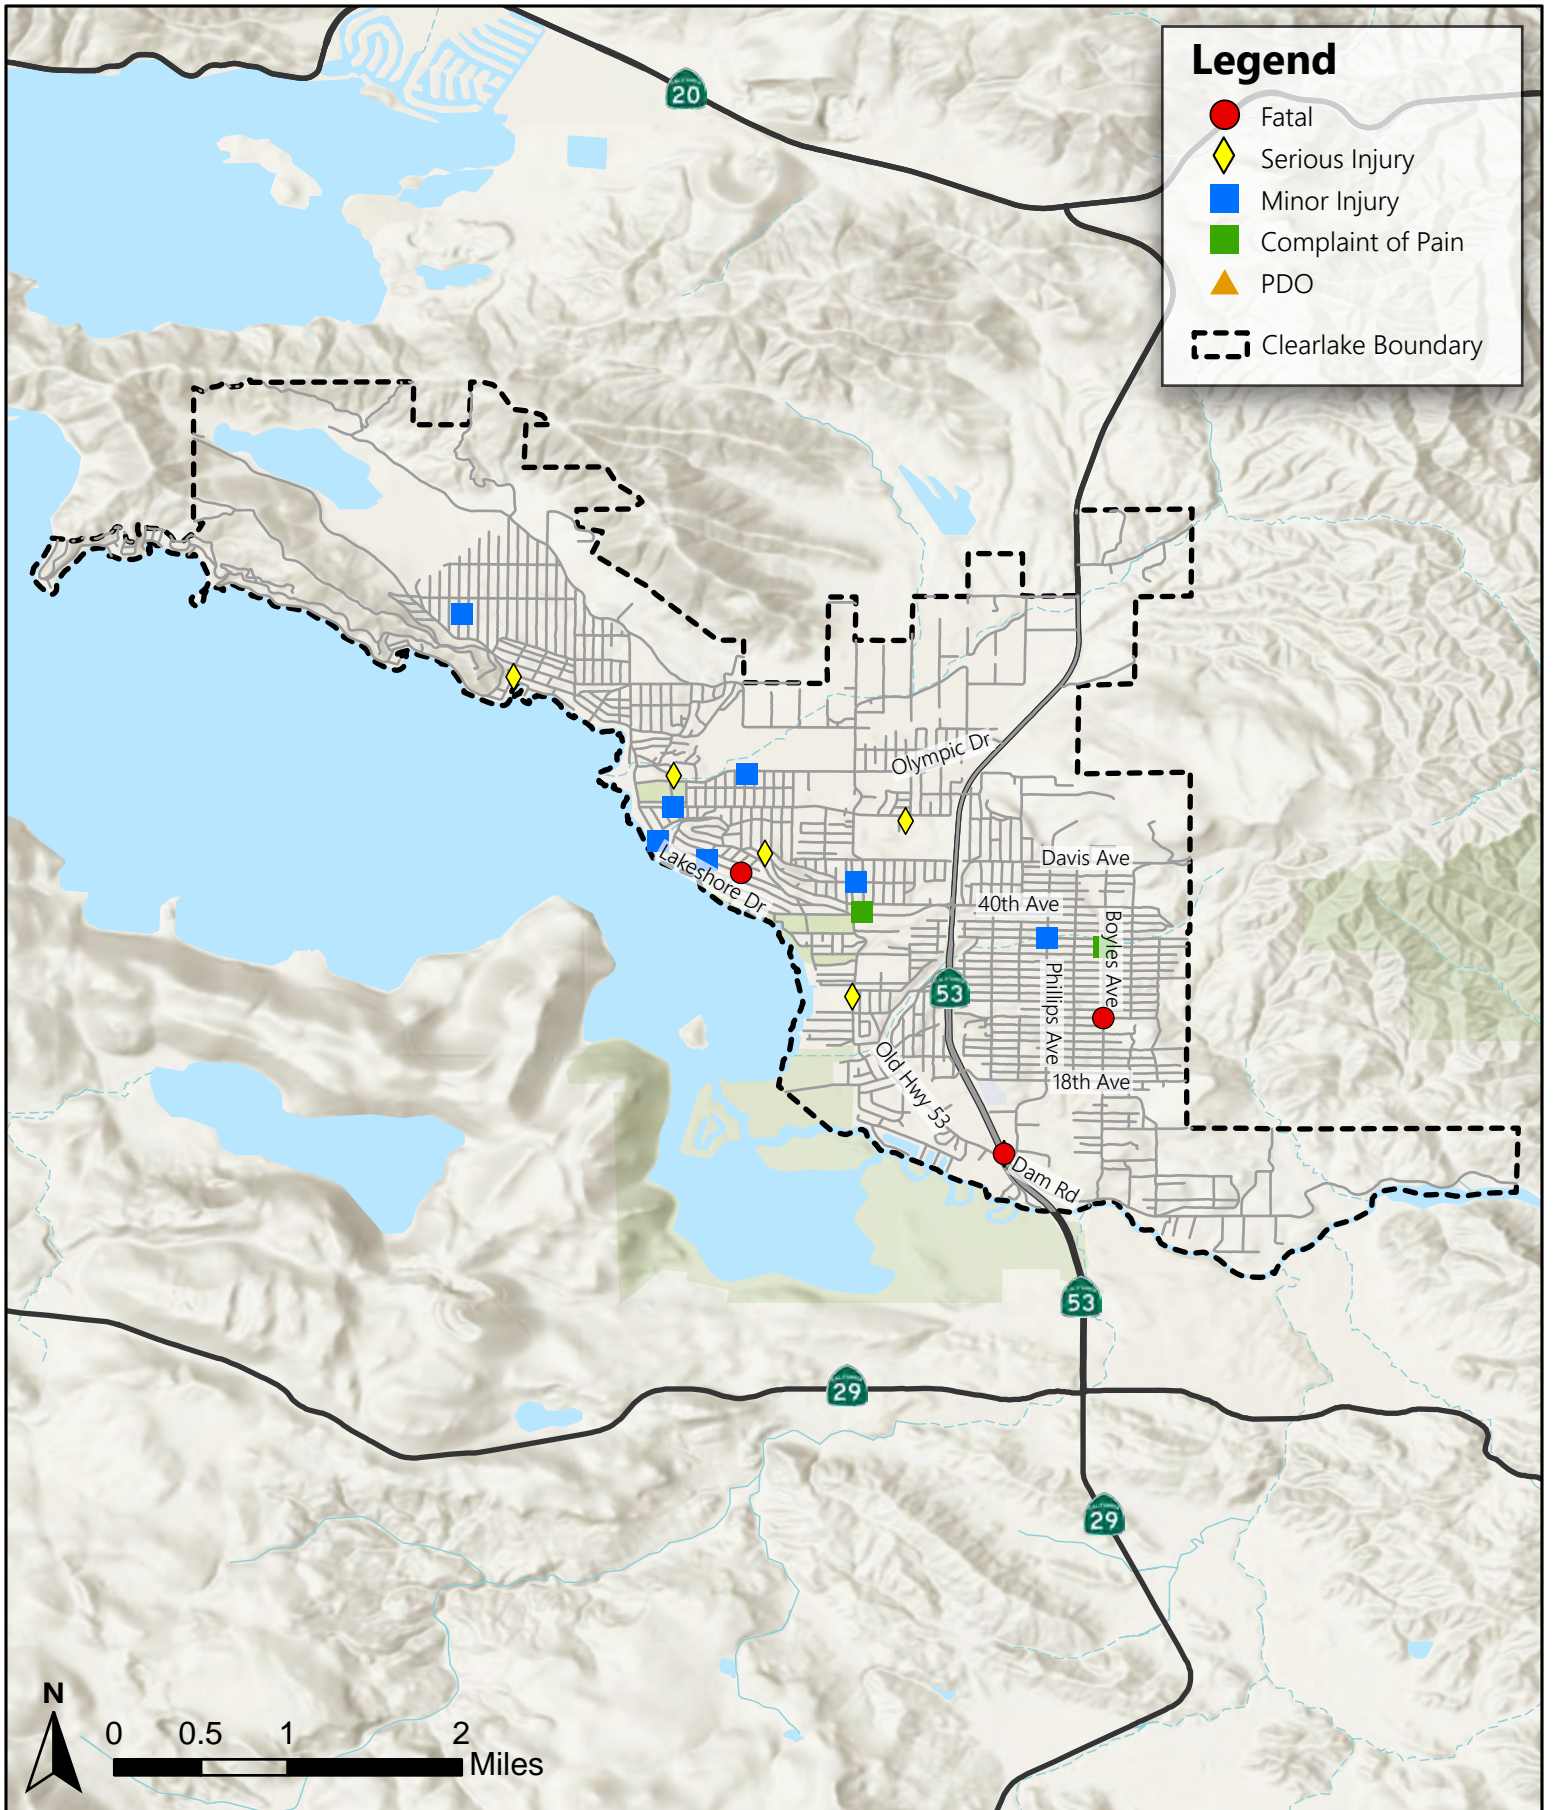 Legend
Fatal
Serious Injury
Minor Injury
Complaint of Pain
PDO
Clearlake Boundary
20
Olympic Dr
Davis Ave
Lakeshore Dr
40th Ave
Boyles Ave
Phillips Ave
53
Old Hwy 53
18th Ave
Dam Rd
53
29
29
N
0 0.5 1 2
Miles